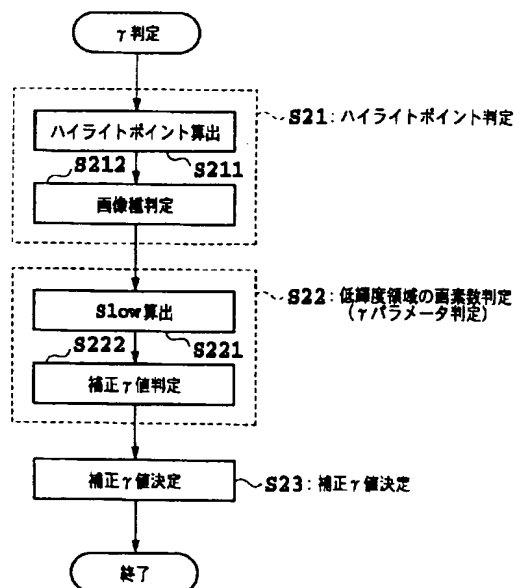 γ判定
S21:ハイライトポイント判定
ハイライトポイント算出
S212
S211
画像種判定
S22:低輝度領域の画素数判定
(γパラメータ判定)
Slow算出
S222
S221
補正γ値判定
補正γ値決定
S23:補正γ値決定
終了